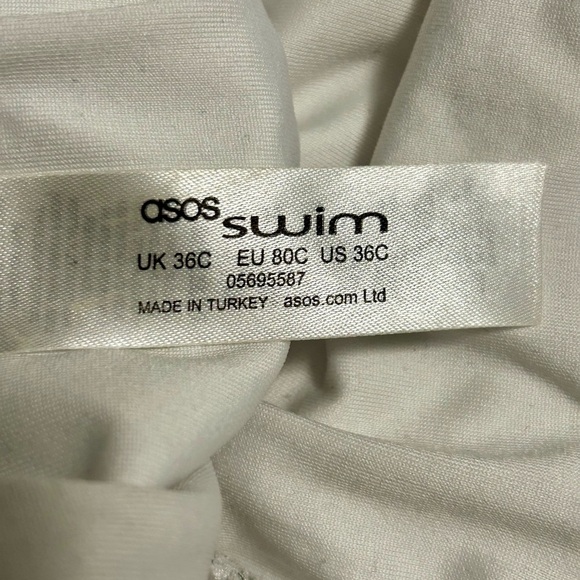 asos swim
UK 36C EU 80C US 36C
05695587
MADE IN TURKEY asos.com Ltd